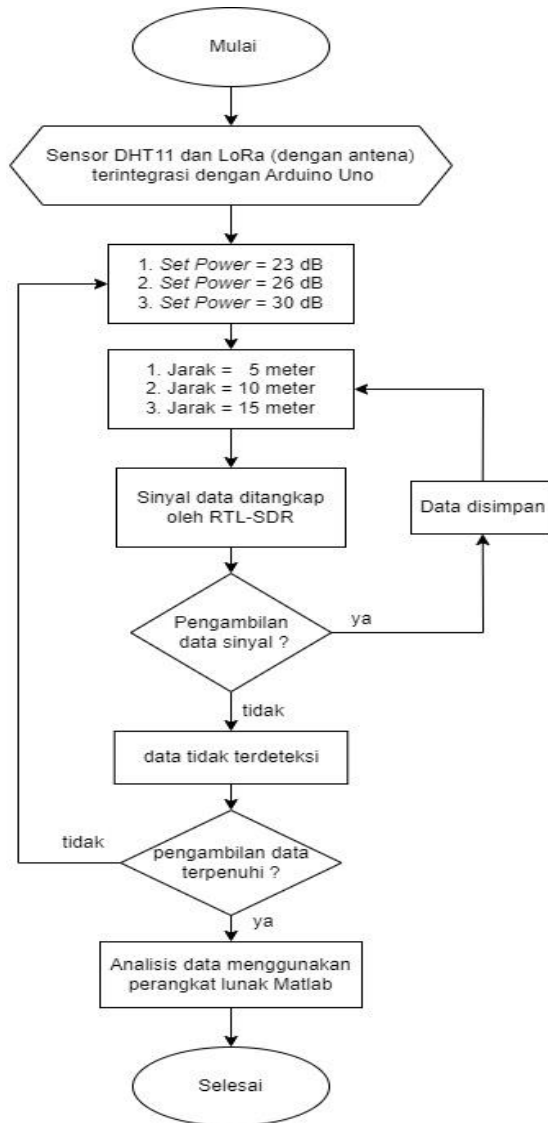 Mulai
Sensor DHT11 dan LoRa (dengan antena)
terintegrasi dengan Arduino Uno
1. Set Power = 23 dB
2. Set Power = 26 dB
3. Set Power = 30 dB
1. Jarak = 5 meter
2. Jarak = 10 meter
3. Jarak = 15 meter
Sinyal data ditangkap
oleh RTL-SDR
Data disimpan
Pengambilan
data sinyal ?
ya
tidak
data tidak terdeteksi
tidak
pengambilan data
terpenuhi ?
ya
Analisis data menggunakan
perangkat lunak Matlab
Selesai